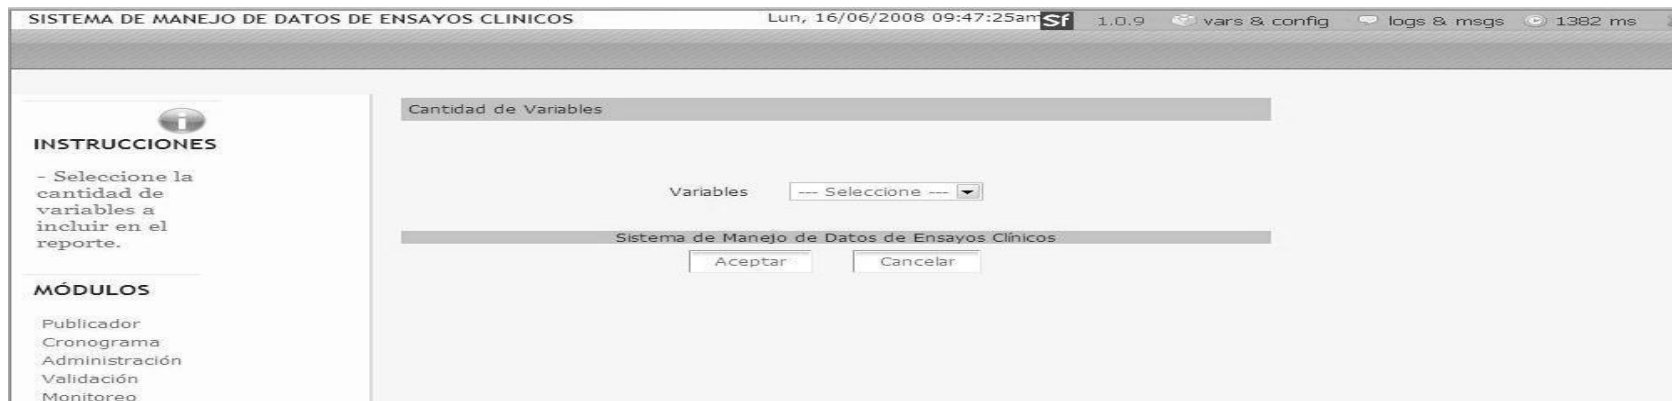 SISTEMA DE MANEJO DE DATOS DE ENSAYOS CLINICOS
Lun, 16/06/2008 09:47:25am
Sf 1.0.9 vars & config logs & msgs 1382 ms
INSTRUCCIONES
- Seleccione la
cantidad de
variables a
incluir en el
reporte.
MÓDULOS
Publicador
Cronograma
Administración
Validación
Monitoreo
Cantidad de Variables
Variables --- Seleccione ---
Sistema de Manejo de Datos de Ensayos Clínicos
Aceptar Cancelar